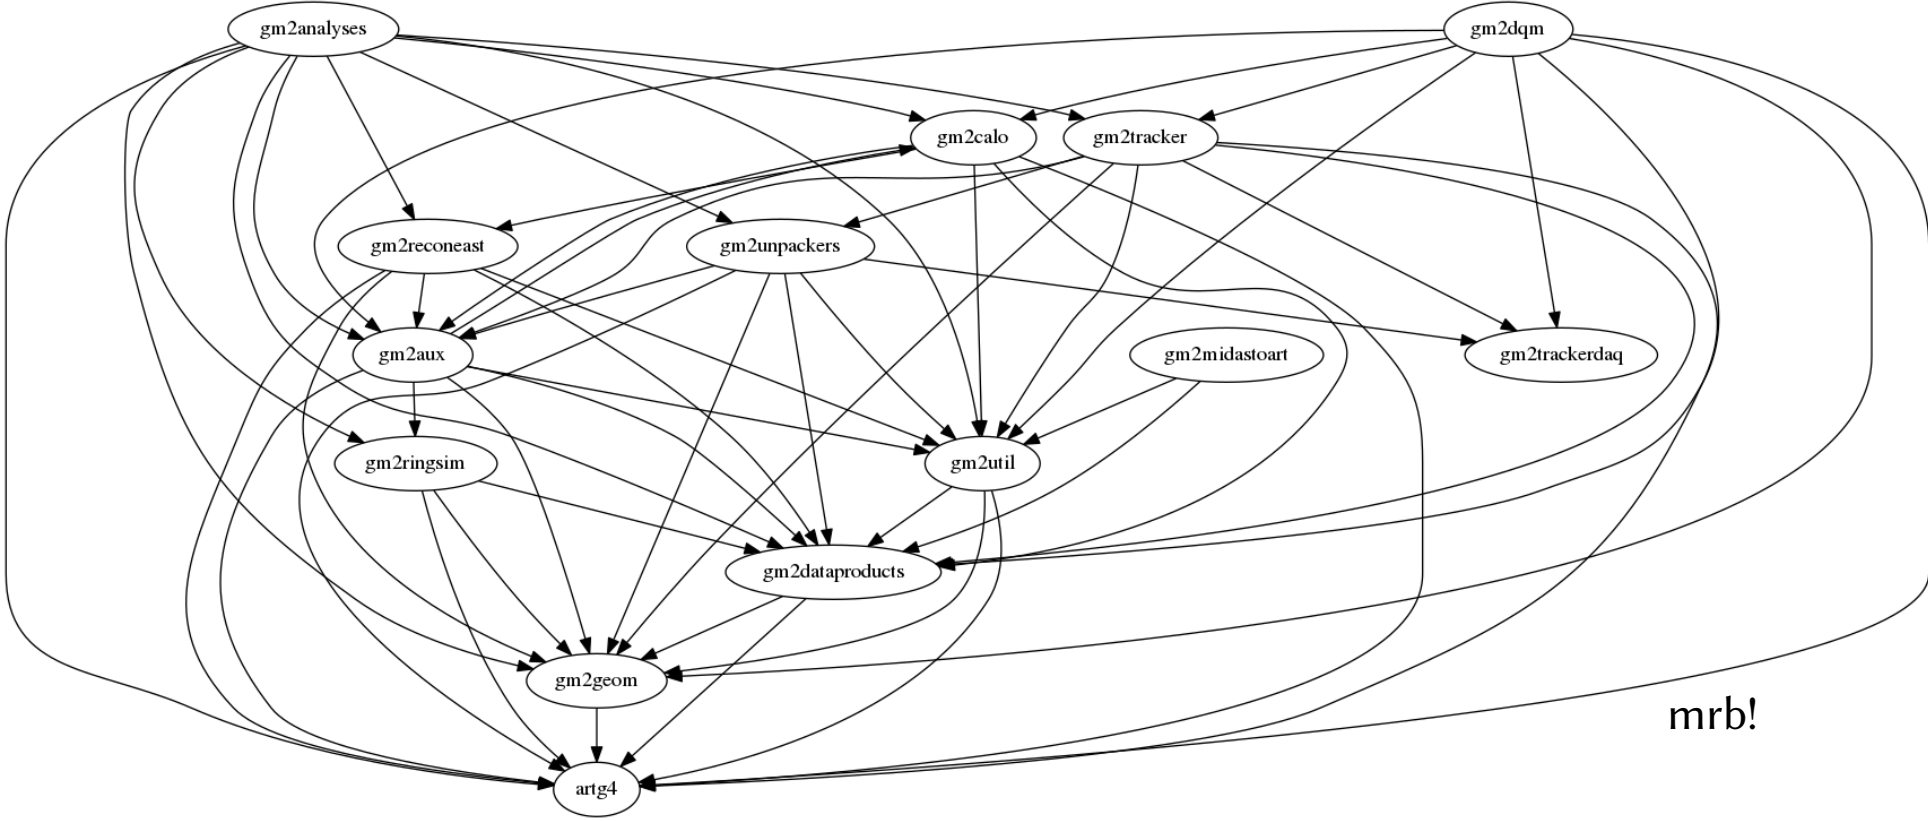 gm2analyses
gm2dqm
gm2calo
gm2tracker
gm2reconeast
gm2unpackers
gm2aux
gm2midastoart
gm2trackerdaq
gm2ringsim
gm2util
gm2dataproducts
gm2geom
mrb!
artg4